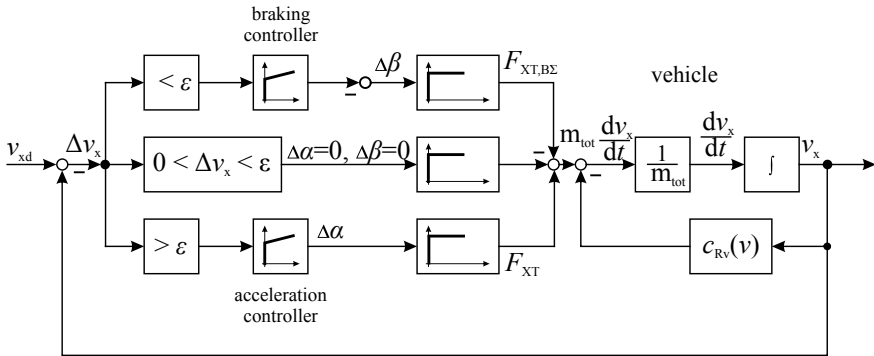 braking
controller
< ε
Δβ
F_XT,BΣ
vehicle
v_xd
Δv_x
0 < Δv_x < ε
Δα=0, Δβ=0
m_tot dv_x/dt
1/m_tot
dv_x/dt
∫
v_x
> ε
Δα
F_XT
c_Rv(v)
acceleration
controller